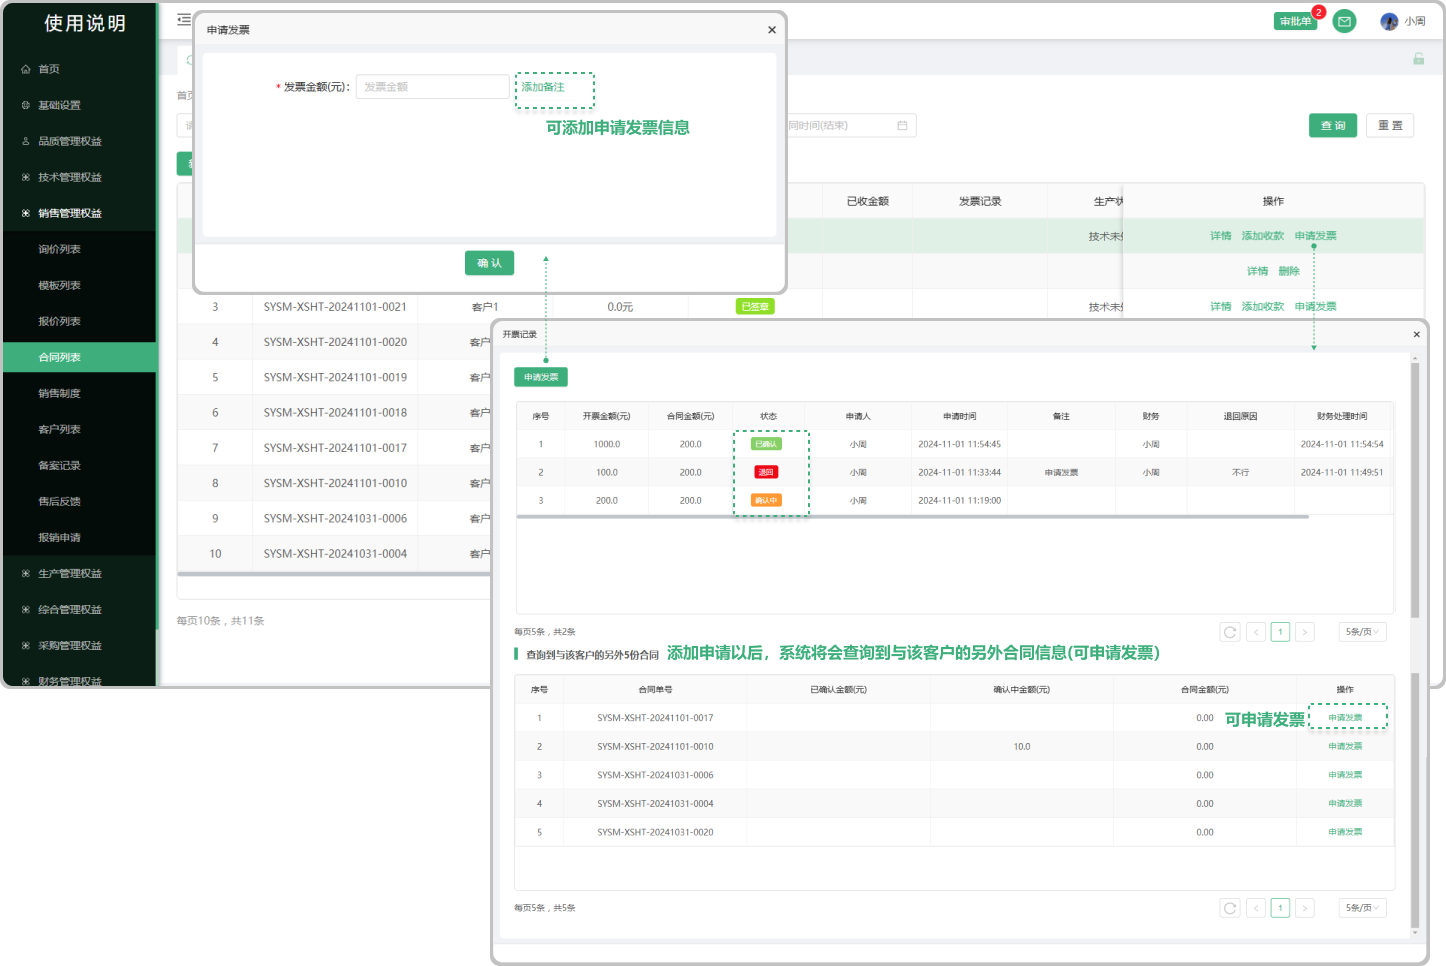 使用说明
首页
基础设置
品质管理权益
技术管理权益
销售管理权益
询价列表
模板列表
报价列表
合同列表
销售制度
客户列表
备案记录
售后反馈
报销申请
生产管理权益
综合管理权益
采购管理权益
财务管理权益
审批单 2 小周
申请发票 ×
* 发票金额(元): 发票金额 添加备注
可添加申请发票信息
确 认
首页
同时间(结束)
查 询 重 置
已收金额 发票记录 生产状 操作
技术未处 详情 添加收款 申请发票
详情 删除
3 SYSM-XSHT-20241101-0021 客户1 0.0元 已签章 技术未处 详情 添加收款 申请发票
4 SYSM-XSHT-20241101-0020 客户
5 SYSM-XSHT-20241101-0019 客户
6 SYSM-XSHT-20241101-0018 客户
7 SYSM-XSHT-20241101-0017 客户
8 SYSM-XSHT-20241101-0010 客户
9 SYSM-XSHT-20241031-0006 客户
10 SYSM-XSHT-20241031-0004 客户
每页10条，共11条
开票记录 ×
申请发票
序号 开票金额(元) 合同金额(元) 状态 申请人 申请时间 备注 财务 退回原因 财务处理时间
1 1000.0 200.0 已确认 小周 2024-11-01 11:54:45 小周 2024-11-01 11:54:54
2 100.0 200.0 退回 小周 2024-11-01 11:33:44 申请发票 小周 不行 2024-11-01 11:49:51
3 200.0 200.0 确认中 小周 2024-11-01 11:19:00
每页5条，共2条 < 1 > 5条/页
查询到与该客户的另外5份合同 添加申请以后，系统将会查询到与该客户的另外合同信息(可申请发票)
序号 合同单号 已确认金额(元) 确认中金额(元) 合同金额(元) 操作
1 SYSM-XSHT-20241101-0017 0.00 可申请发票 申请发票
2 SYSM-XSHT-20241101-0010 10.0 0.00 申请发票
3 SYSM-XSHT-20241031-0006 0.00 申请发票
4 SYSM-XSHT-20241031-0004 0.00 申请发票
5 SYSM-XSHT-20241031-0020 0.00 申请发票
每页5条，共5条 < 1 > 5条/页